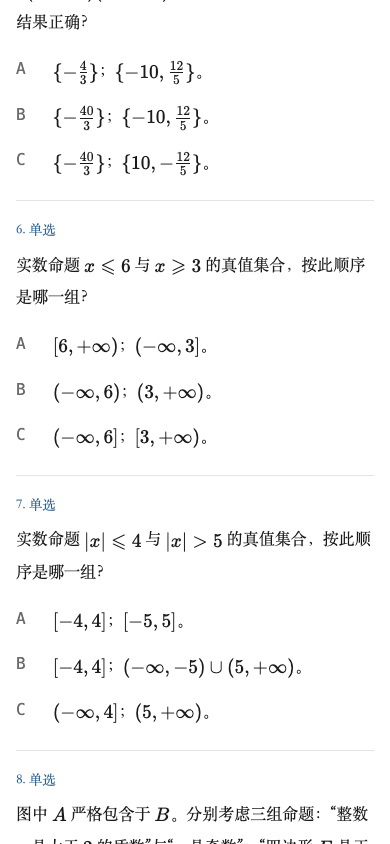 结果正确?
A {−4/3}; {−10, 12/5}。
B {−40/3}; {−10, 12/5}。
C {−40/3}; {10, −12/5}。
6. 单选
实数命题 x ⩽ 6 与 x ⩾ 3 的真值集合，按此顺序
是哪一组?
A [6, +∞); (−∞, 3]。
B (−∞, 6); (3, +∞)。
C (−∞, 6]; [3, +∞)。
7. 单选
实数命题 |x| ⩽ 4 与 |x| > 5 的真值集合，按此顺
序是哪一组?
A [−4, 4]; [−5, 5]。
B [−4, 4]; (−∞, −5) ∪ (5, +∞)。
C (−∞, 4]; (5, +∞)。
8. 单选
图中 A 严格包含于 B。分别考虑三组命题：“整数